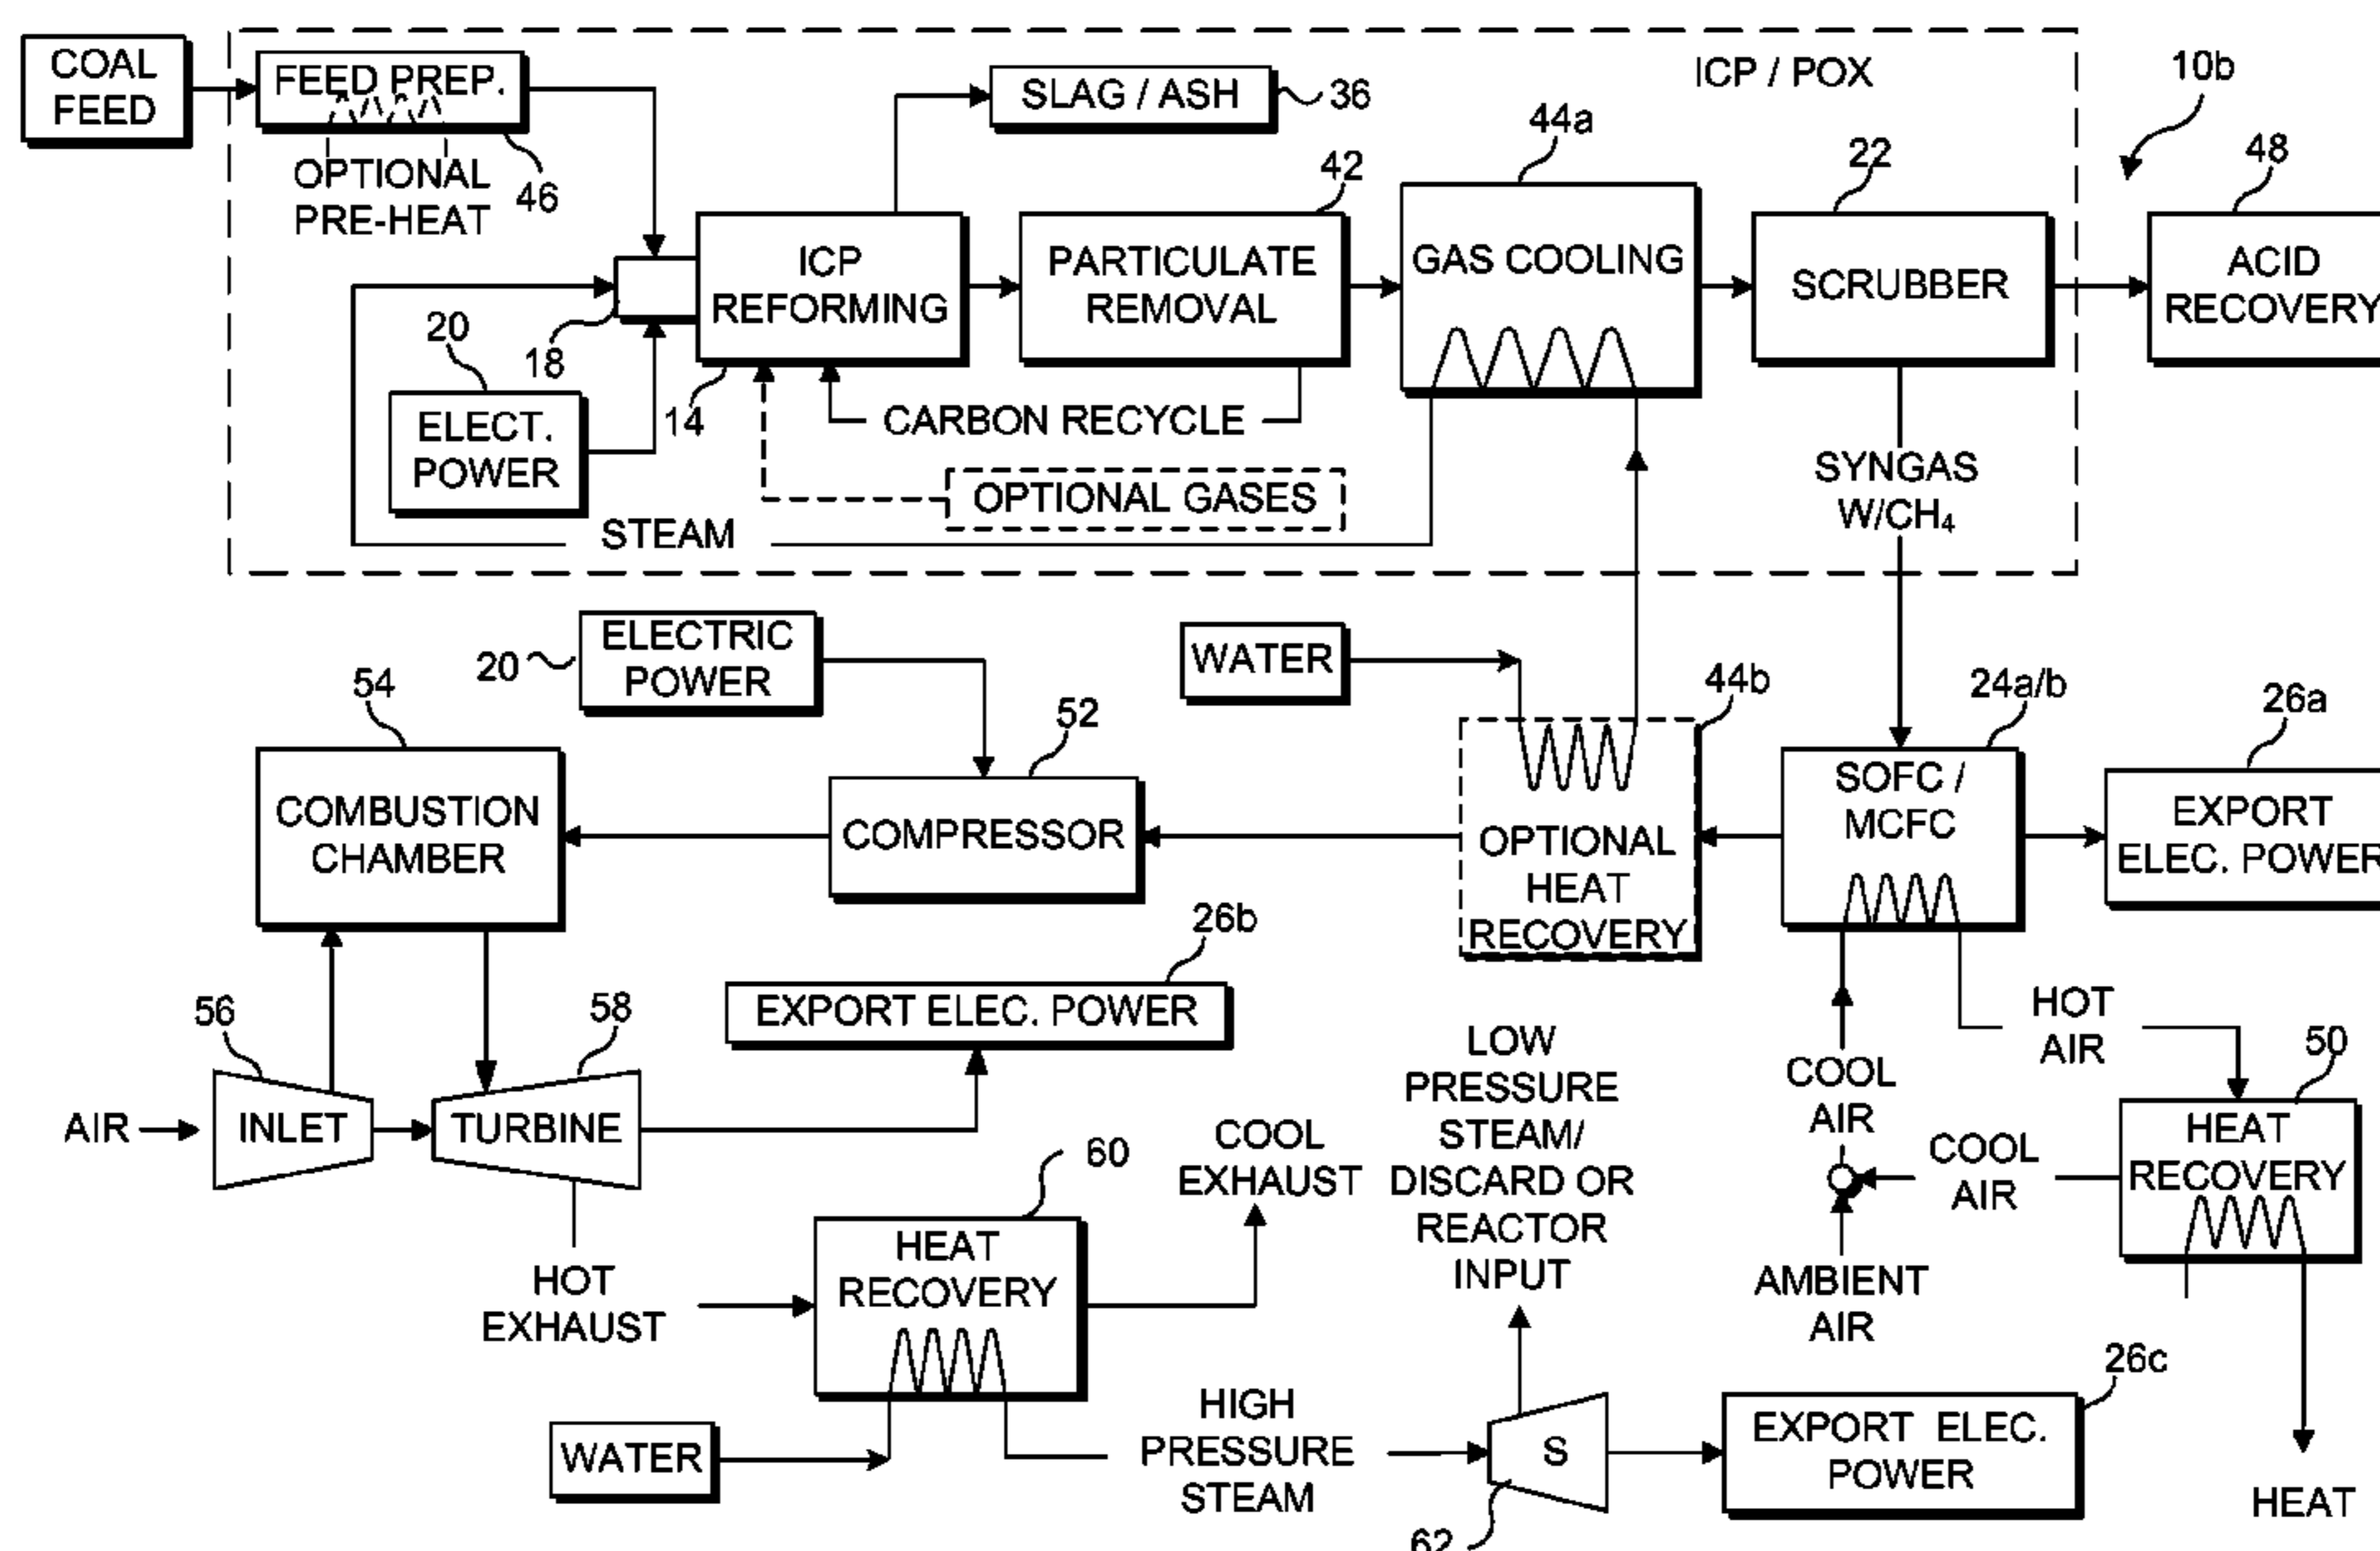 COAL
FEED
FEED PREP.
OPTIONAL
PRE-HEAT
46
SLAG / ASH
36
ICP / POX
10b
44a
42
22
48
ICP
REFORMING
PARTICULATE
REMOVAL
GAS COOLING
SCRUBBER
ACID
RECOVERY
20
18
14
ELECT.
POWER
CARBON RECYCLE
OPTIONAL GASES
STEAM
SYNGAS
W/CH₄
20
ELECTRIC
POWER
WATER
54
52
44b
24a/b
26a
COMBUSTION
CHAMBER
COMPRESSOR
OPTIONAL
HEAT
RECOVERY
SOFC /
MCFC
EXPORT
ELEC. POWER
26b
EXPORT ELEC. POWER
56
58
AIR
INLET
TURBINE
HOT
EXHAUST
60
HEAT
RECOVERY
COOL
EXHAUST
LOW
PRESSURE
STEAM/
DISCARD OR
REACTOR
INPUT
COOL
AIR
HOT
AIR
50
HEAT
RECOVERY
COOL
AIR
AMBIENT
AIR
WATER
HIGH
PRESSURE
STEAM
S
62
26c
EXPORT ELEC.
POWER
HEAT